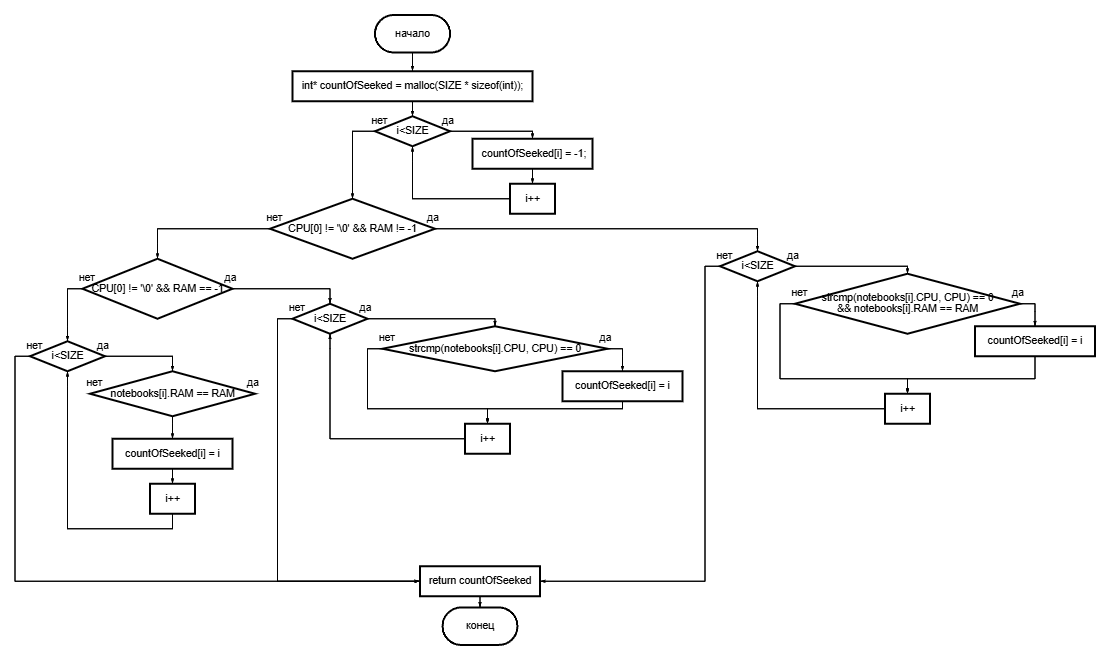 начало
int* countOfSeeked = malloc(SIZE * sizeof(int));
нет
да
i<SIZE
countOfSeeked[i] = -1;
i++
нет
да
CPU[0] != '\0' && RAM != -1
нет
да
CPU[0] != '\0' && RAM == -1
нет
да
i<SIZE
нет
да
strcmp(notebooks[i].CPU, CPU) == 0
&& notebooks[i].RAM == RAM
countOfSeeked[i] = i
i++
нет
да
i<SIZE
нет
да
strcmp(notebooks[i].CPU, CPU) == 0
countOfSeeked[i] = i
i++
нет
да
i<SIZE
нет
да
notebooks[i].RAM == RAM
countOfSeeked[i] = i
i++
return countOfSeeked
конец